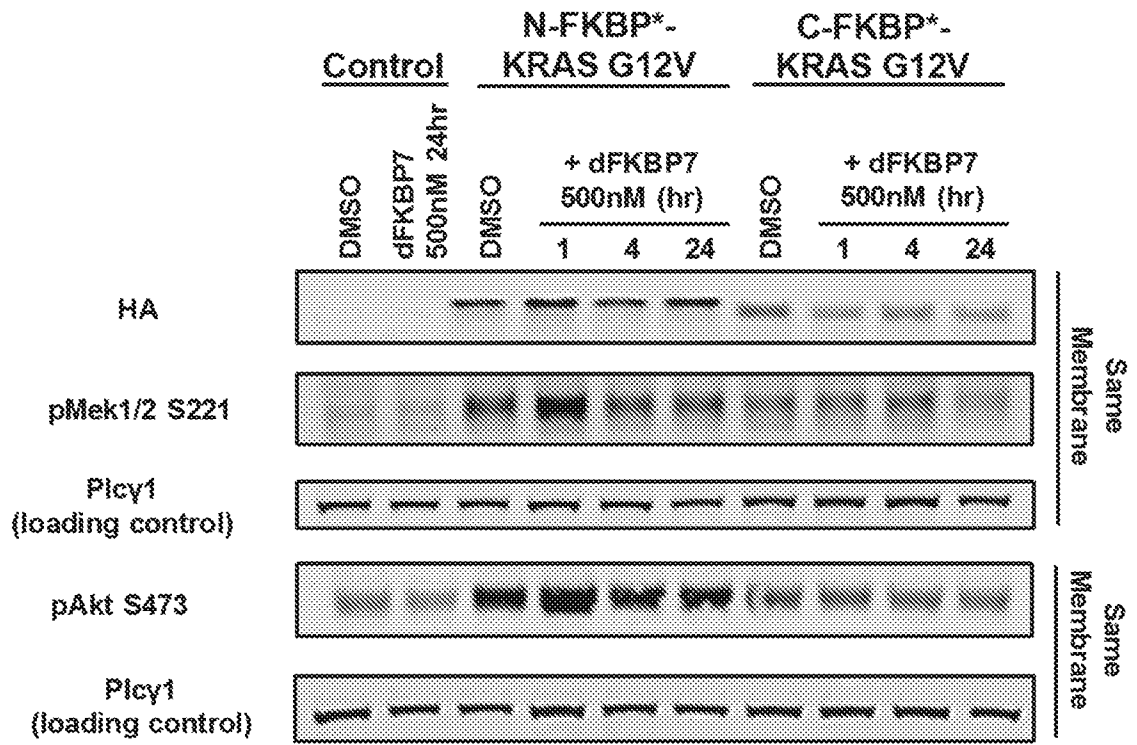 N-FKBP*-
KRAS G12V
C-FKBP*-
KRAS G12V
Control
DMSO
dFKBP7
500nM 24hr
DMSO
+ dFKBP7
500nM (hr)
1 4 24
DMSO
+ dFKBP7
500nM (hr)
1 4 24
HA
pMek1/2 S221
Plcγ1
(loading control)
Same
Membrane
pAkt S473
Plcγ1
(loading control)
Same
Membrane